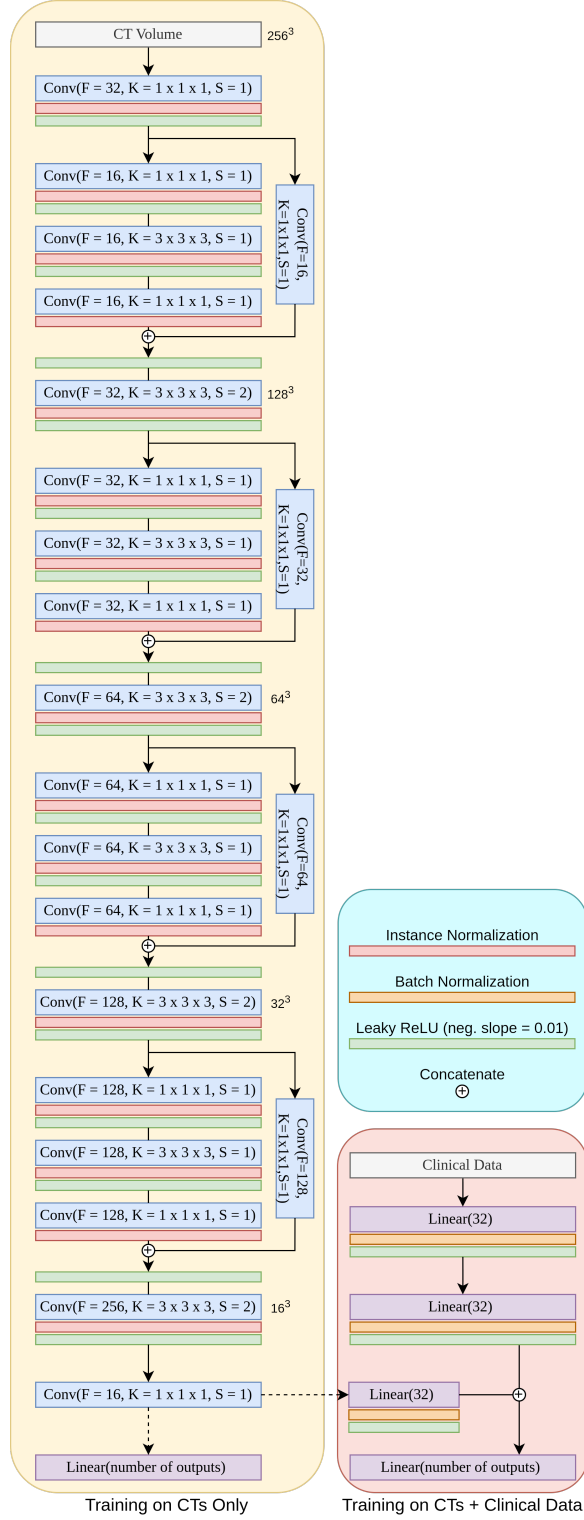 CT Volume
256³
Conv(F = 32, K = 1 x 1 x 1, S = 1)
Conv(F = 16, K = 1 x 1 x 1, S = 1)
Conv(F=16,
K=1x1x1,S=1)
Conv(F = 16, K = 3 x 3 x 3, S = 1)
Conv(F = 16, K = 1 x 1 x 1, S = 1)
+
Conv(F = 32, K = 3 x 3 x 3, S = 2)
128³
Conv(F = 32, K = 1 x 1 x 1, S = 1)
Conv(F=32,
K=1x1x1,S=1)
Conv(F = 32, K = 3 x 3 x 3, S = 1)
Conv(F = 32, K = 1 x 1 x 1, S = 1)
+
Conv(F = 64, K = 3 x 3 x 3, S = 2)
64³
Conv(F = 64, K = 1 x 1 x 1, S = 1)
Conv(F=64,
K=1x1x1,S=1)
Conv(F = 64, K = 3 x 3 x 3, S = 1)
Conv(F = 64, K = 1 x 1 x 1, S = 1)
+
Conv(F = 128, K = 3 x 3 x 3, S = 2)
32³
Conv(F = 128, K = 1 x 1 x 1, S = 1)
Conv(F=128,
K=1x1x1,S=1)
Conv(F = 128, K = 3 x 3 x 3, S = 1)
Conv(F = 128, K = 1 x 1 x 1, S = 1)
+
Conv(F = 256, K = 3 x 3 x 3, S = 2)
16³
Conv(F = 16, K = 1 x 1 x 1, S = 1)
Linear(number of outputs)
Training on CTs Only
Instance Normalization
Batch Normalization
Leaky ReLU (neg. slope = 0.01)
Concatenate
+
Clinical Data
Linear(32)
Linear(32)
Linear(32)
+
Linear(number of outputs)
Training on CTs + Clinical Data